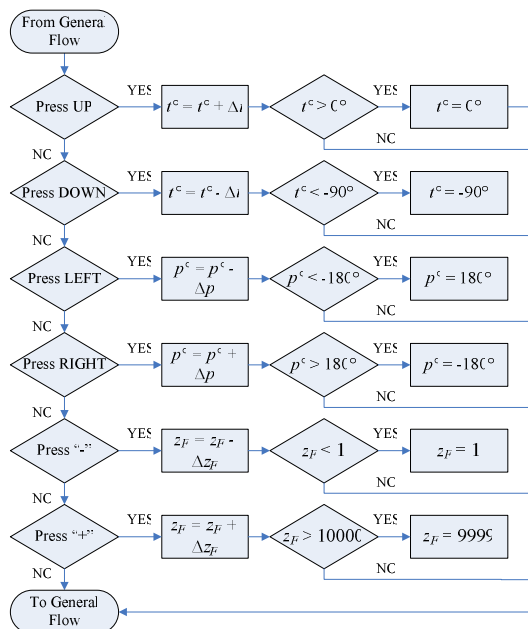 From General
Flow
YES
YES
Press UP
t^c = t^c + Δt
t^c > 0°
t^c = 0°
NO
NO
YES
YES
Press DOWN
t^c = t^c - Δt
t^c < -90°
t^c = -90°
NO
NO
YES
YES
Press LEFT
p^c = p^c -
Δp
p^c < -180°
p^c = 180°
NO
NO
YES
YES
Press RIGHT
p^c = p^c +
Δp
p^c > 180°
p^c = -180°
NO
NO
YES
YES
Press “-”
z_F = z_F -
Δz_F
z_F < 1
z_F = 1
NO
NO
YES
YES
Press “+”
z_F = z_F +
Δz_F
z_F > 10000
z_F = 9999
NO
NO
To General
Flow